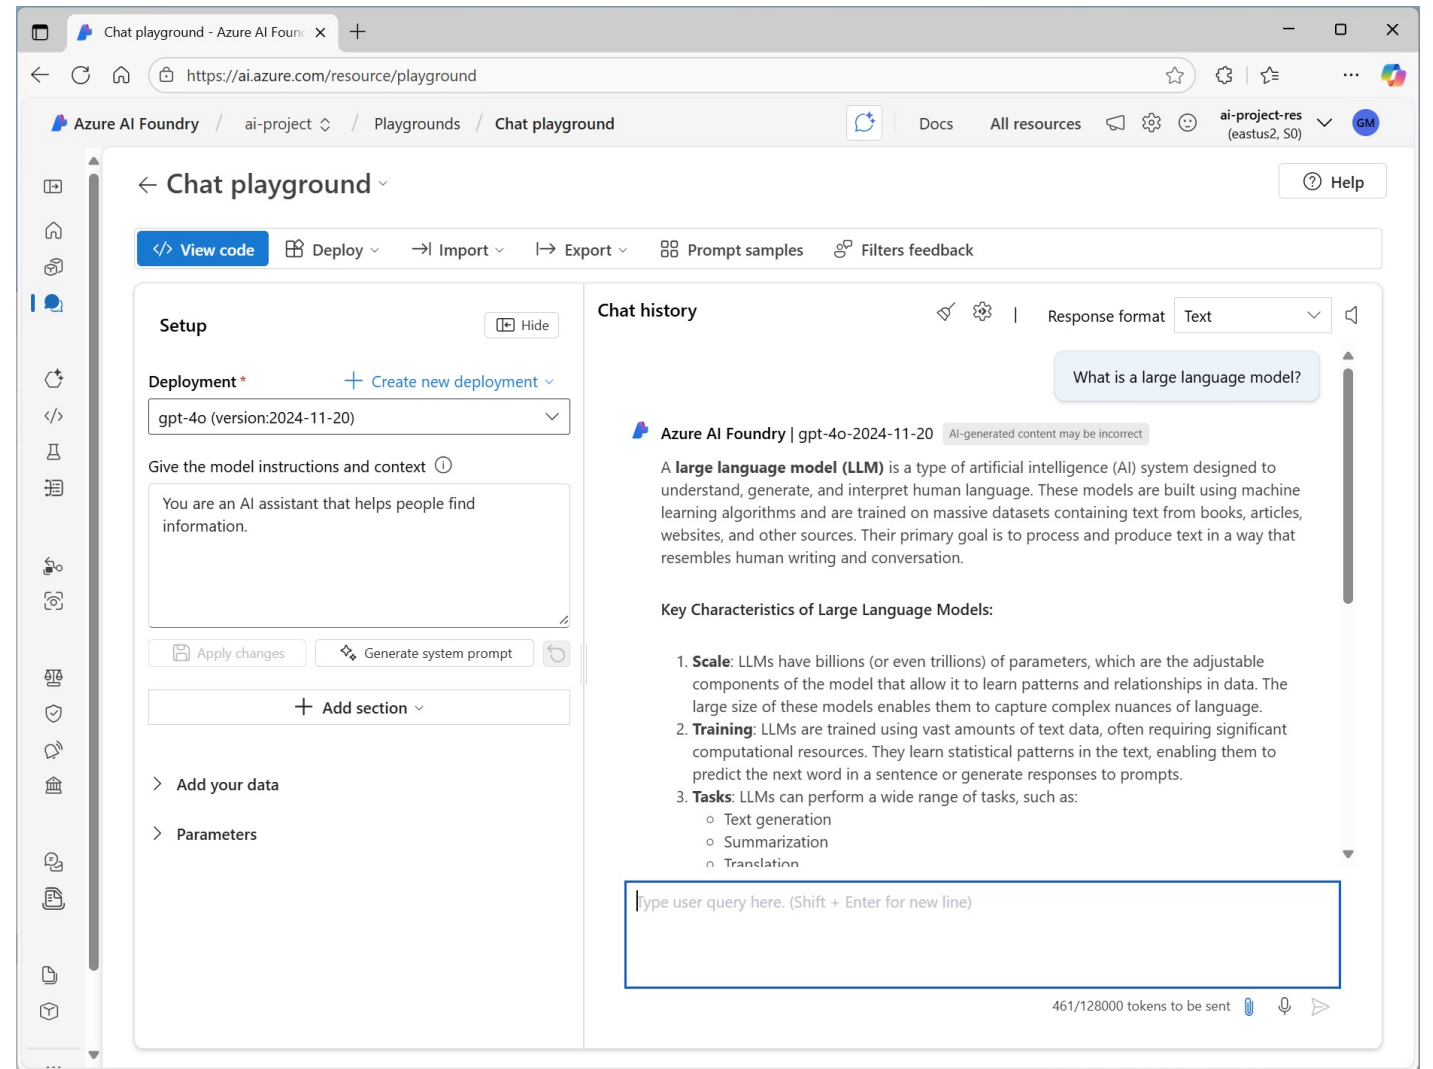 Chat playground - Azure AI Foun
https://ai.azure.com/resource/playground
Azure AI Foundry / ai-project / Playgrounds / Chat playground
Docs
All resources
ai-project-res
(eastus2, S0)
GM
Chat playground
Help
</> View code
Deploy
Import
Export
Prompt samples
Filters feedback
Setup
Hide
Deployment *
Create new deployment
gpt-4o (version:2024-11-20)
Give the model instructions and context
You are an AI assistant that helps people find
information.
Apply changes
Generate system prompt
Add section
Add your data
Parameters
Chat history
Response format
Text
What is a large language model?
Azure AI Foundry | gpt-4o-2024-11-20
AI-generated content may be incorrect
A large language model (LLM) is a type of artificial intelligence (AI) system designed to
understand, generate, and interpret human language. These models are built using machine
learning algorithms and are trained on massive datasets containing text from books, articles,
websites, and other sources. Their primary goal is to process and produce text in a way that
resembles human writing and conversation.
Key Characteristics of Large Language Models:
1. Scale: LLMs have billions (or even trillions) of parameters, which are the adjustable
components of the model that allow it to learn patterns and relationships in data. The
large size of these models enables them to capture complex nuances of language.
2. Training: LLMs are trained using vast amounts of text data, often requiring significant
computational resources. They learn statistical patterns in the text, enabling them to
predict the next word in a sentence or generate responses to prompts.
3. Tasks: LLMs can perform a wide range of tasks, such as:
Text generation
Summarization
Translation
Type user query here. (Shift + Enter for new line)
461/128000 tokens to be sent